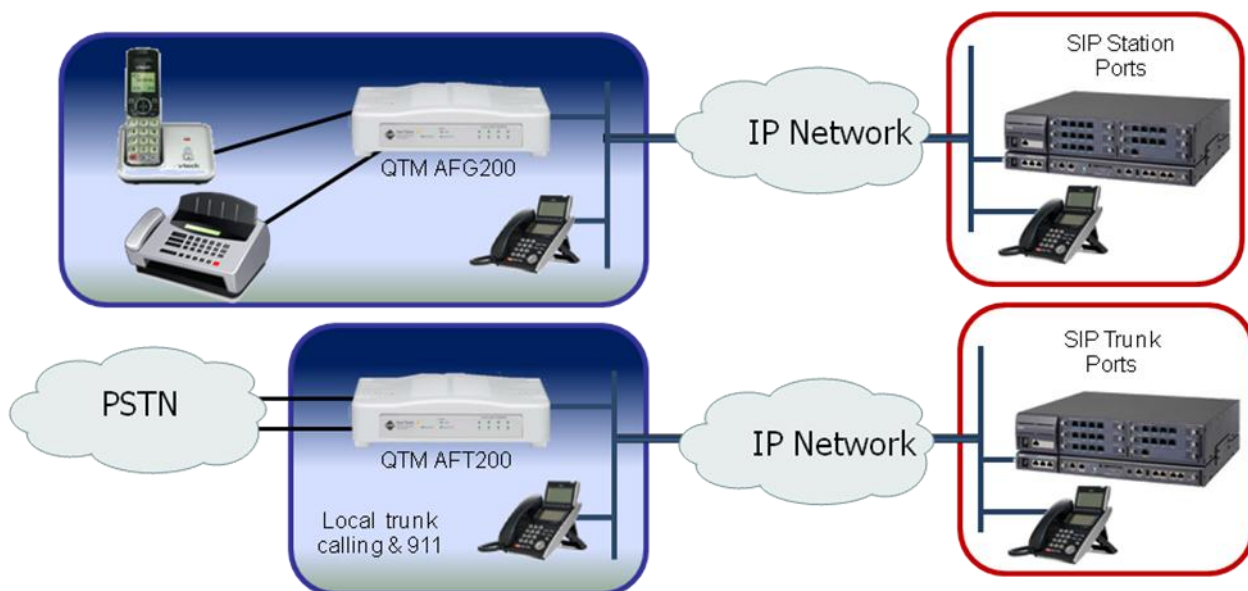 SIP Station
Ports
IP Network
QTM AFG200
vtech
SIP Trunk
Ports
PSTN
IP Network
QTM AFT200
Local trunk
calling & 911